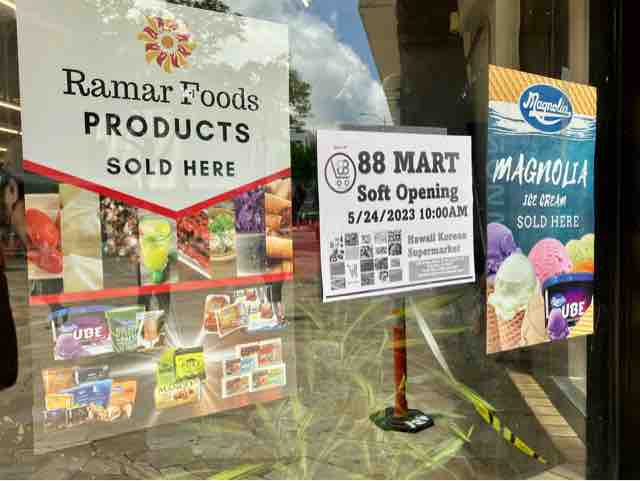 Ramar Foods
PRODUCTS
SOLD HERE
UBE
88 MART
Soft Opening
5/24/2023 10:00AM
Hawaii Korean
Supermarket
Magnolia
MAGNOLIA
ICE CREAM
SOLD HERE
UBE